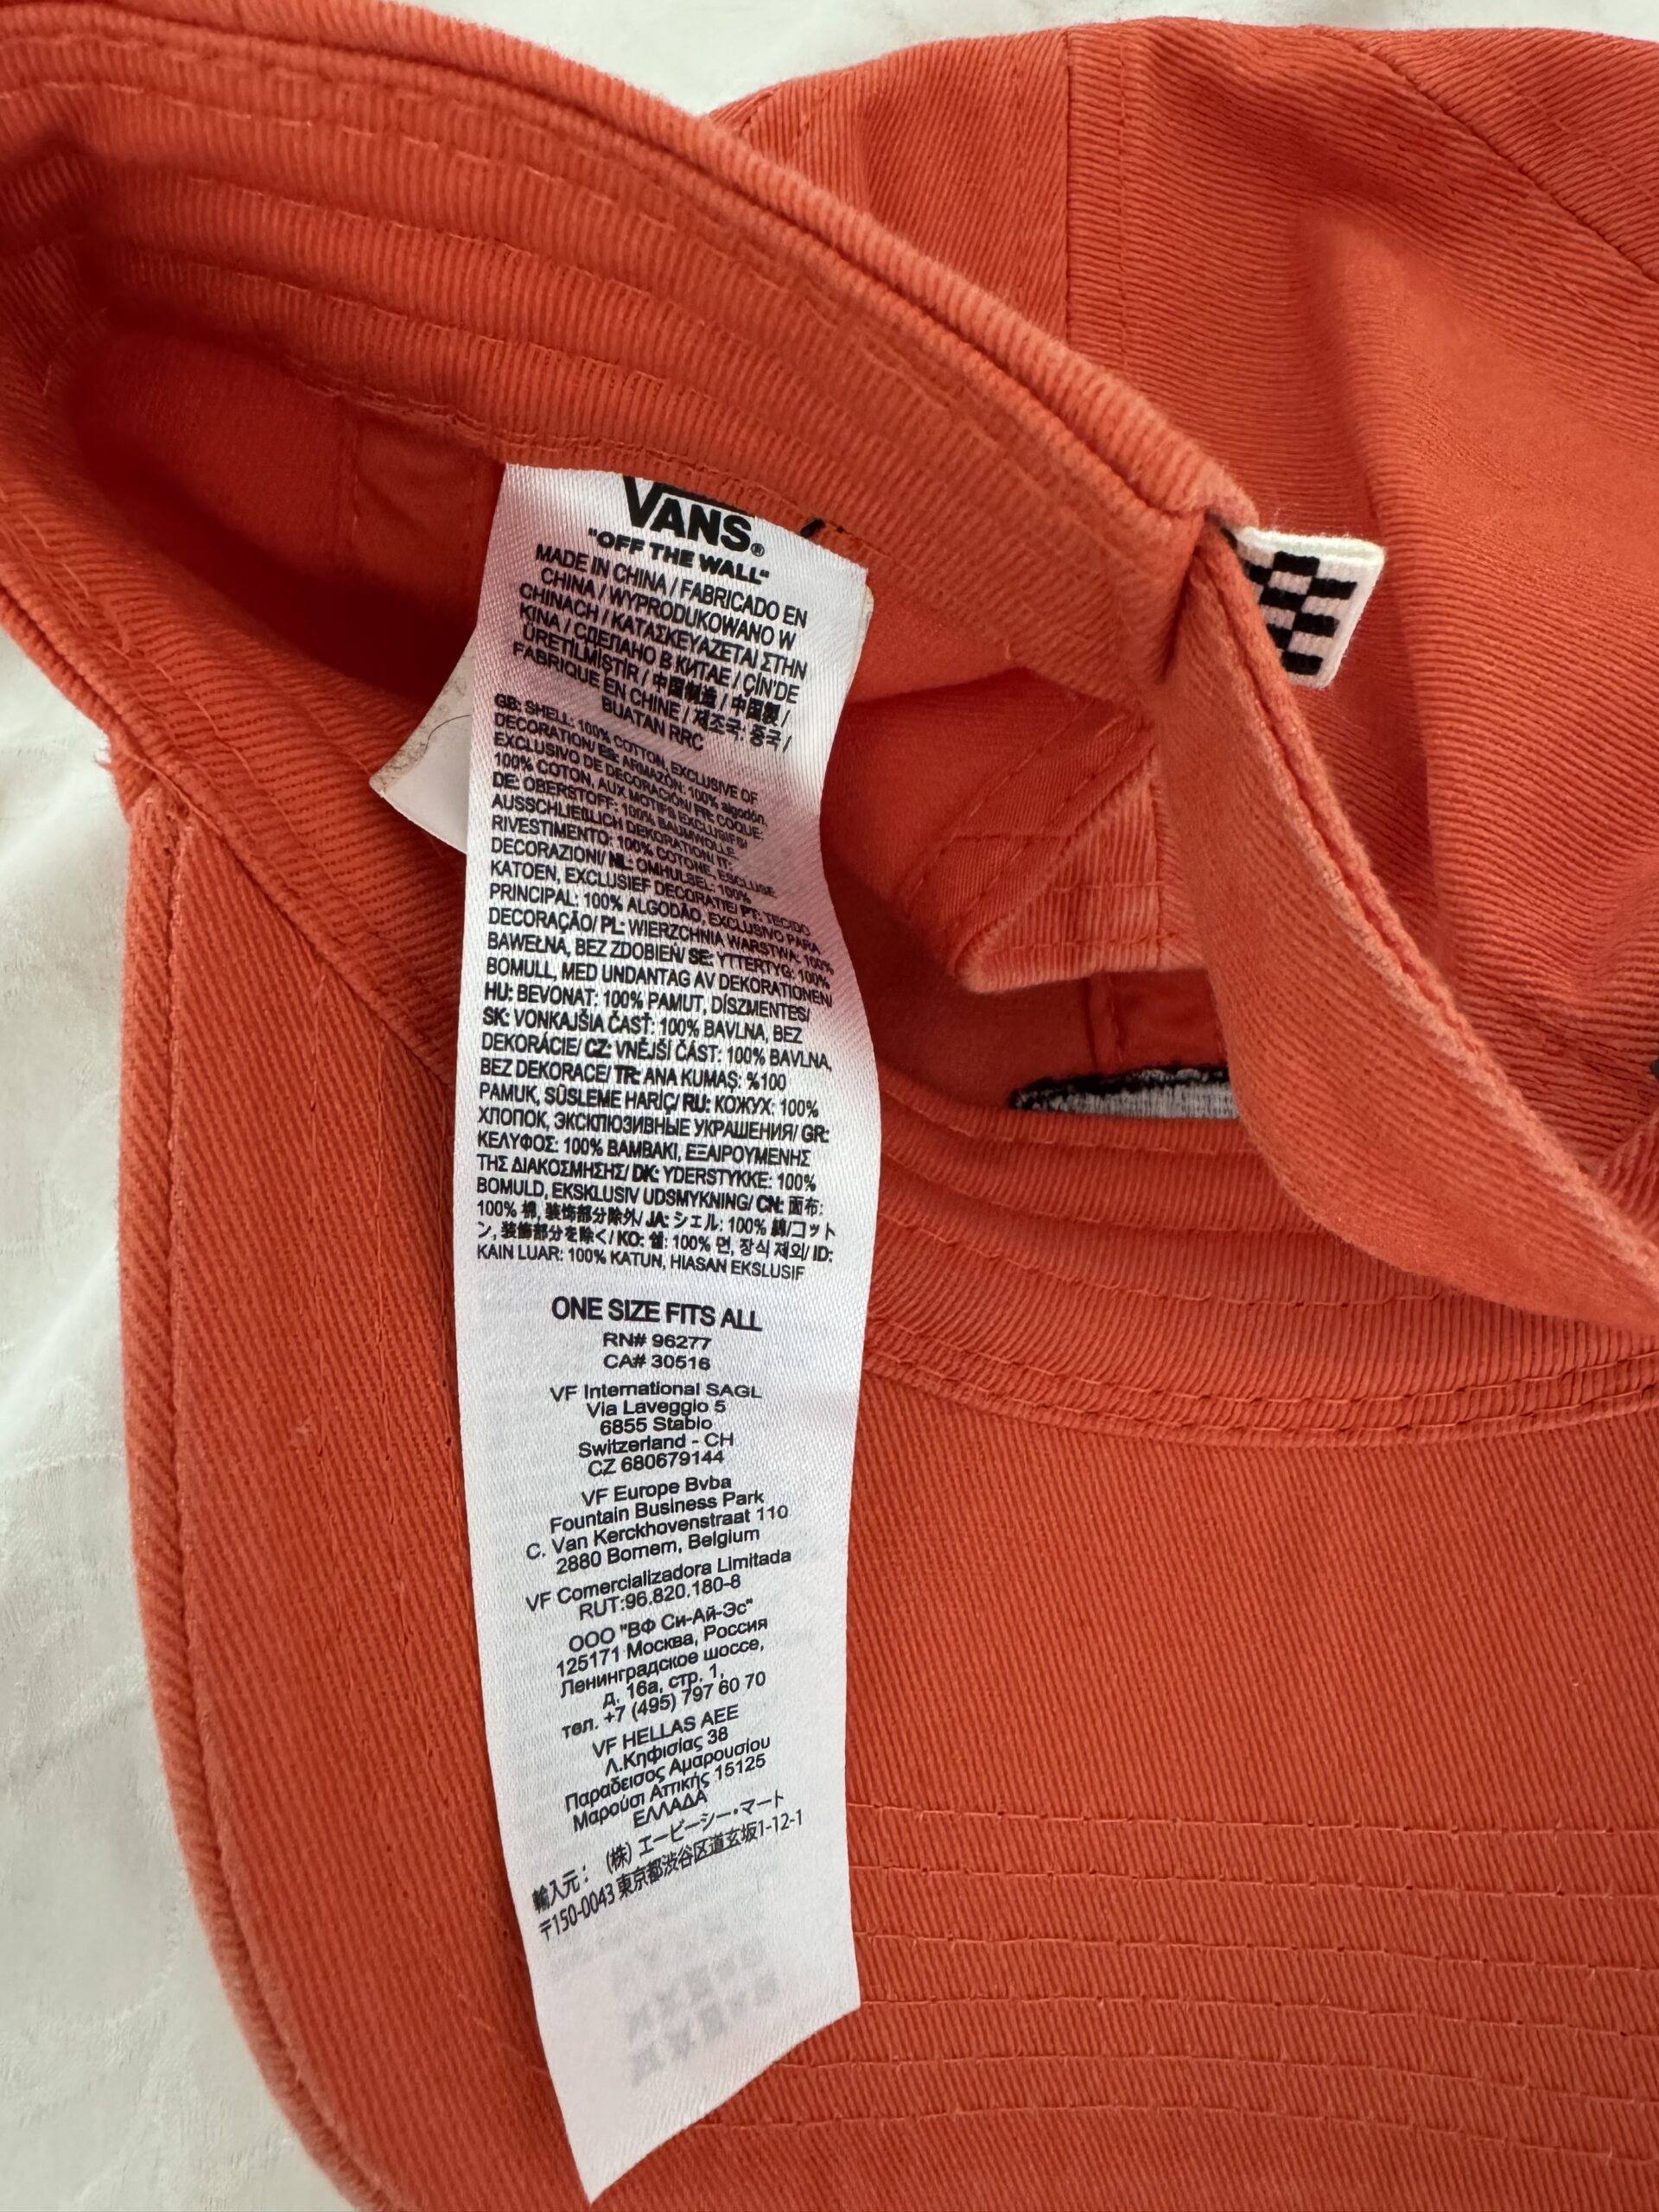 VANS®
"OFF THE WALL"
MADE IN CHINA / FABRICADO EN
CHINA / WYPRODUKOWANO W
CHINACH / ΚΑΤΑΣΚΕΥΑΖΕΤΑΙ ΣΤΗΝ
ΚΙΝΑ / СДЕЛАНО В КИТАЕ / ÇİN'DE
ÜRETİLMİŞTİR / 中国制造 / 中国製 /
FABRIQUE EN CHINE / 제조국: 중국 /
BUATAN RRC
GB: SHELL: 100% COTTON, EXCLUSIVE OF
DECORATION/ ES: ARMAZÓN: 100% algodón,
EXCLUSIVO DE DECORACIÓN/ FR: COQUE:
100% COTON, AUX MOTIFS EXCLUSIFS/
DE: OBERSTOFF: 100% BAUMWOLLE
AUSSCHLIEßLICH DEKORATION/ IT:
RIVESTIMENTO: 100% COTONE, ESCLUSE
DECORAZIONI/ NL: OMHULSEL: 100%
KATOEN, EXCLUSIEF DECORATIE/ PT: TECIDO
PRINCIPAL: 100% ALGODÃO, EXCLUSIVO PARA
DECORAÇÃO/ PL: WIERZCHNIA WARSTWA: 100%
BAWEŁNA, BEZ ZDOBIEŃ/ SE: YTTERTYG: 100%
BOMULL, MED UNDANTAG AV DEKORATIONEN/
HU: BEVONAT: 100% PAMUT, DÍSZMENTES/
SK: VONKAJŠIA ČASŤ: 100% BAVLNA, BEZ
DEKORÁCIE/ CZ: VNĚJŠÍ ČÁST: 100% BAVLNA,
BEZ DEKORACE/ TR: ANA KUMAŞ: %100
PAMUK, SÜSLEME HARİÇ/ RU: КОЖУХ: 100%
ХЛОПОК, ЭКСКЛЮЗИВНЫЕ УКРАШЕНИЯ/ GR:
ΚΕΛΥΦΟΣ: 100% ΒΑΜΒΑΚΙ, ΕΞΑΙΡΟΥΜΕΝΗΣ
ΤΗΣ ΔΙΑΚΟΣΜΗΣΗΣ/ DK: YDERSTYKKE: 100%
BOMULD, EKSKLUSIV UDSMYKNING/ CN: 面布:
100% 棉, 装饰部分除外/ JA: シェル: 100% 綿/コット
ン, 装飾部分を除く/ KO: 쉘: 100% 면, 장식 제외/ ID:
KAIN LUAR: 100% KATUN, HIASAN EKSLUSIF
ONE SIZE FITS ALL
RN# 96277
CA# 30516
VF International SAGL
Via Laveggio 5
6855 Stabio
Switzerland - CH
CZ 680679144
VF Europe Bvba
Fountain Business Park
C. Van Kerckhovenstraat 110
2880 Bornem, Belgium
VF Comercializadora Limitada
RUT:96.820.180-8
ООО "ВФ Си-Ай-Эс"
125171 Москва, Россия
Ленинградское шоссе,
д. 16а, стр. 1,
тел. +7 (495) 797 60 70
VF HELLAS AEE
Λ.Κηφισίας 38
Παραδεισος Αμαρουσίου
Μαρούσι Αττικής 15125
ΕΛΛΑΔΑ
輸入元： (株) エービーシー・マート
〒150-0043 東京都渋谷区道玄坂1-12-1